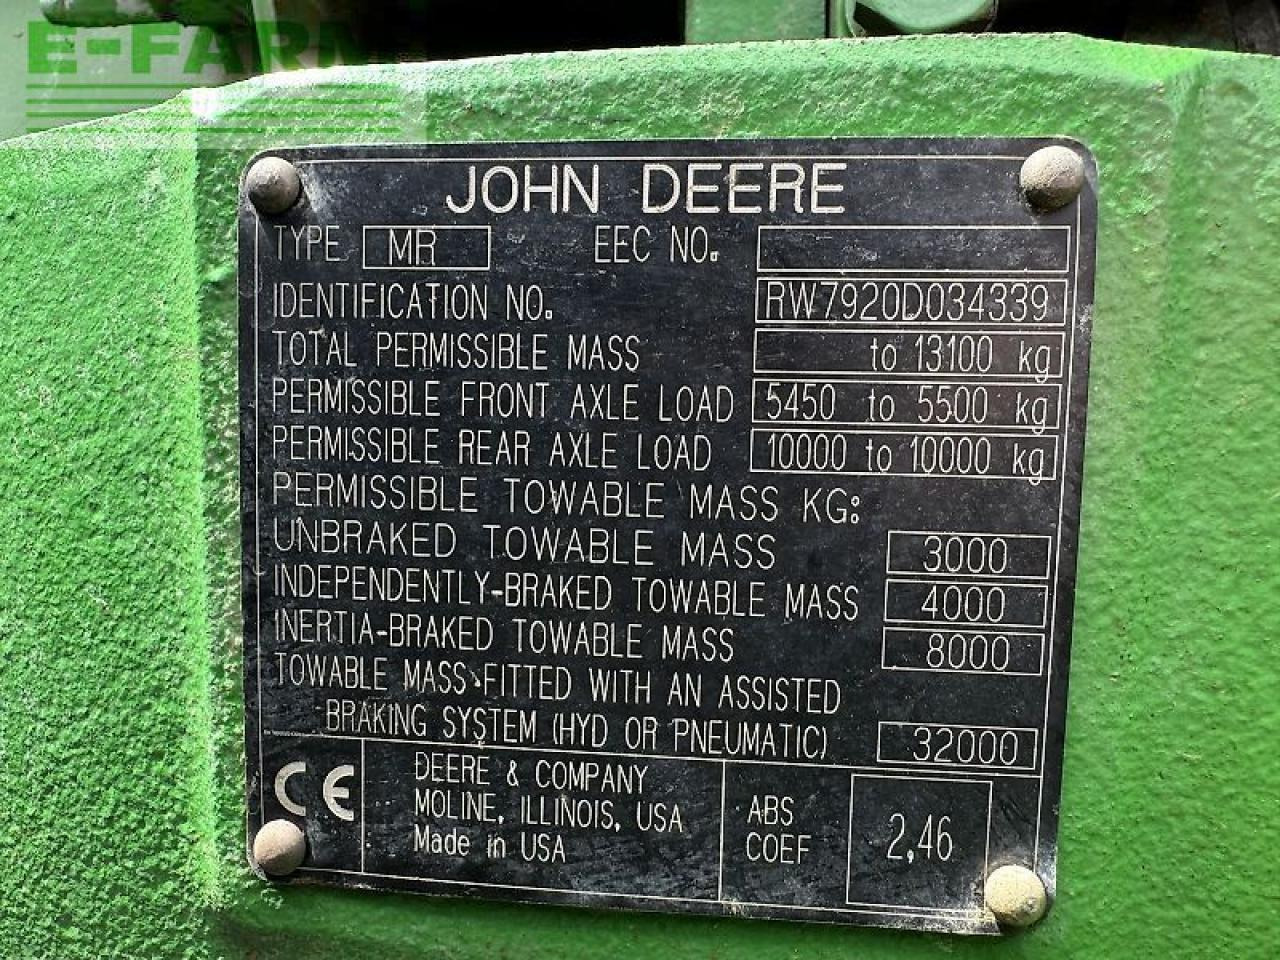 E-FARM
JOHN DEERE
TYPE MR EEC NO.
IDENTIFICATION NO. RW7920D034339
TOTAL PERMISSIBLE MASS to 13100 kg
PERMISSIBLE FRONT AXLE LOAD 5450 to 5500 kg
PERMISSIBLE REAR AXLE LOAD 10000 to 10000 kg
PERMISSIBLE TOWABLE MASS KG:
UNBRAKED TOWABLE MASS 3000
INDEPENDENTLY-BRAKED TOWABLE MASS 4000
INERTIA-BRAKED TOWABLE MASS 8000
TOWABLE MASS-FITTED WITH AN ASSISTED
BRAKING SYSTEM (HYD OR PNEUMATIC) 32000
CE
DEERE & COMPANY
MOLINE, ILLINOIS, USA
Made in USA
ABS
COEF
2,46